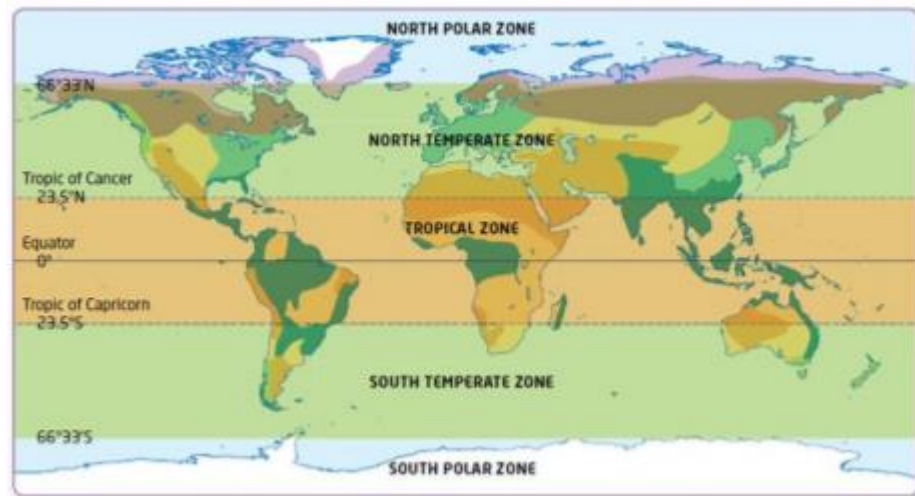 NORTH POLAR ZONE
66°33'N
NORTH TEMPERATE ZONE
Tropic of Cancer
23.5°N
TROPICAL ZONE
Equator
0°
Tropic of Capricorn
23.5°S
SOUTH TEMPERATE ZONE
66°33'S
SOUTH POLAR ZONE